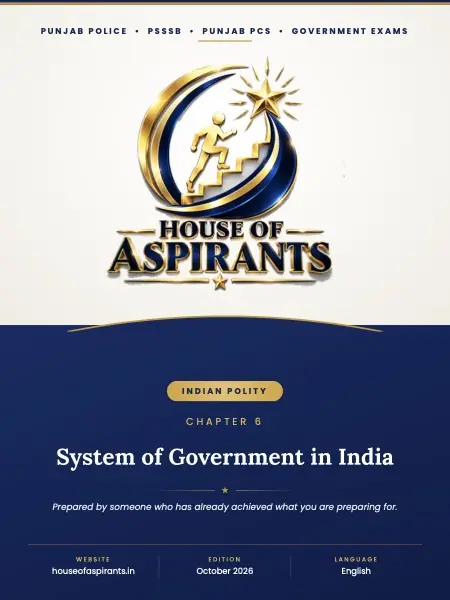 PUNJAB POLICE • PSSSB • PUNJAB PCS • GOVERNMENT EXAMS
HOUSE OF
ASPIRANTS
INDIAN POLITY
CHAPTER 6
System of Government in India
Prepared by someone who has already achieved what you are preparing for.
WEBSITE
houseofaspirants.in
EDITION
October 2026
LANGUAGE
English